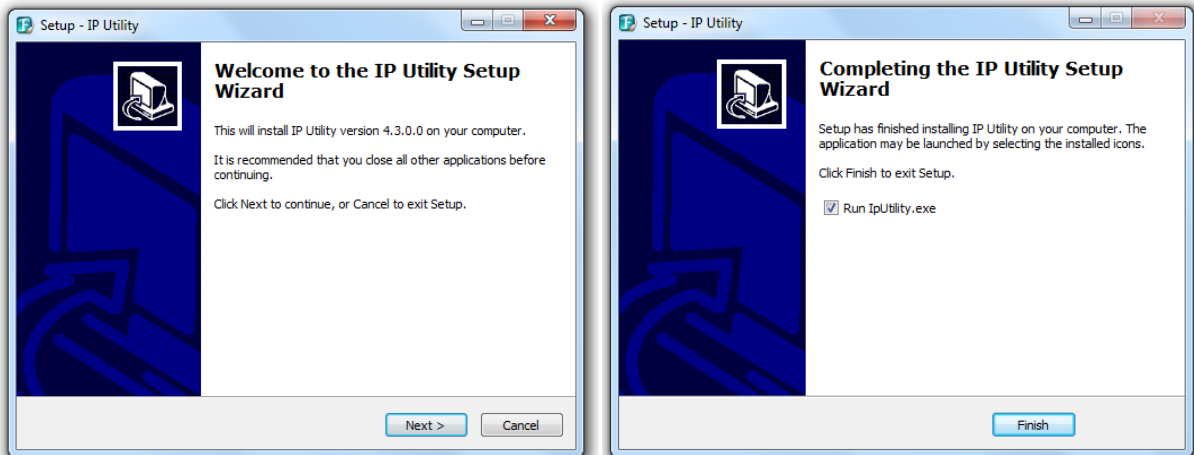 Setup - IP Utility
Welcome to the IP Utility Setup
Wizard
This will install IP Utility version 4.3.0.0 on your computer.
It is recommended that you close all other applications before
continuing.
Click Next to continue, or Cancel to exit Setup.
Next >
Cancel
Setup - IP Utility
Completing the IP Utility Setup
Wizard
Setup has finished installing IP Utility on your computer. The
application may be launched by selecting the installed icons.
Click Finish to exit Setup.
Run IpUtility.exe
Finish